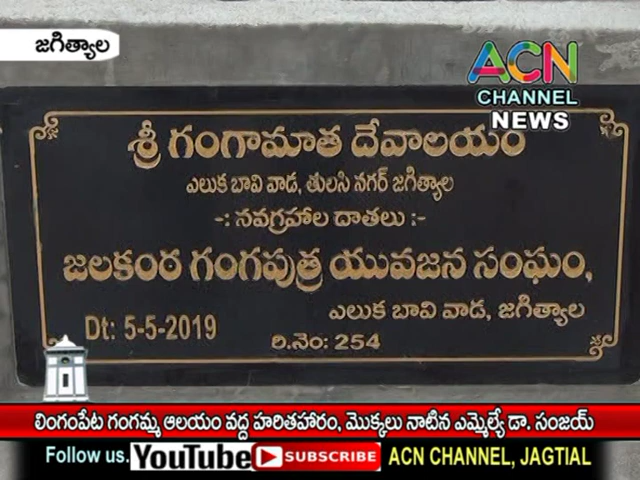 జగిత్యాల
ACN
CHANNEL
NEWS
శ్రీ గంగామాత దేవాలయం
ఎలుక బావి వాడ, తులసి నగర్ జగిత్యాల
-: నవగ్రహాల దాతలు :-
జలకంఠ గంగపుత్ర యువజన సంఘం,
ఎలుక బావి వాడ, జగిత్యాల
Dt: 5-5-2019
రి.నెం: 254
లింగంపేట గంగమ్మ ఆలయం వద్ద హరితహారం, మొక్కలు నాటిన ఎమ్మెల్యే డా. సంజయ్
Follow us. YouTube SUBSCRIBE ACN CHANNEL, JAGTIAL